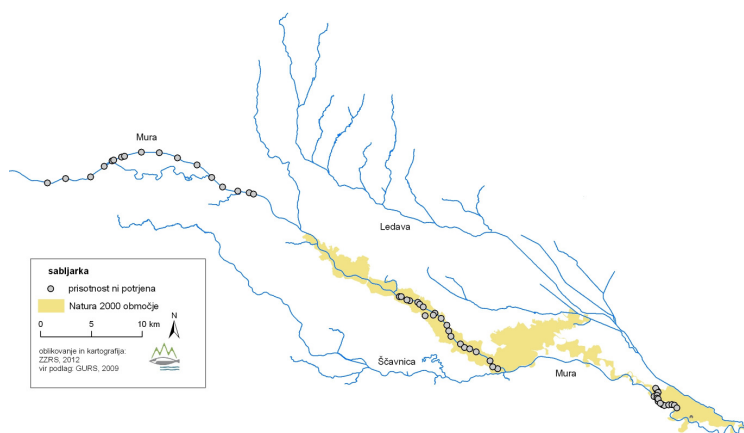 Mura
Ledava
Ščavnica
Mura
sabljarka
prisotnost ni potrjena
Natura 2000 območje
N
0 5 10 km
oblikovanje in kartografija:
ZZRS, 2012
vir podlag: GURS, 2009